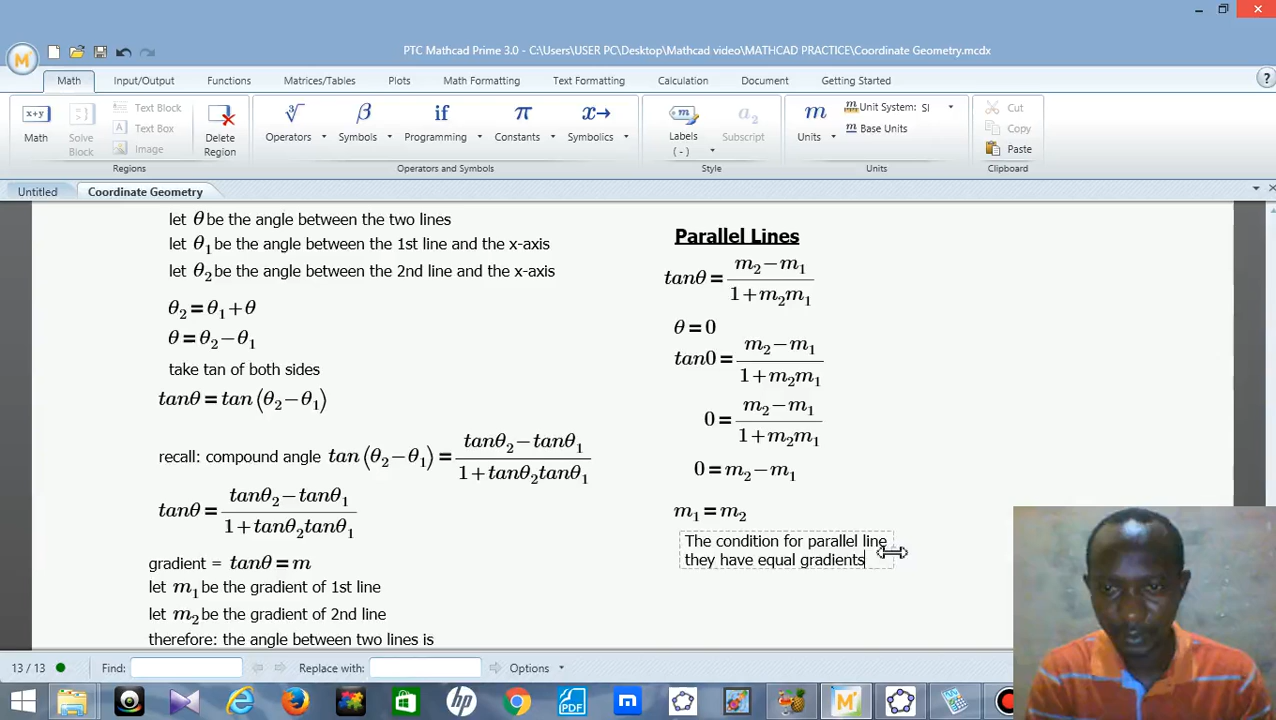 PTC Mathcad Prime 3.0 - C:\Users\USER PC\Desktop\Mathcad video\MATHCAD PRACTICE\Coordinate Geometry.mcdx
M
Math Input/Output Functions Matrices/Tables Plots Math Formatting Text Formatting Calculation Document Getting Started ?
Math
Solve Block
Text Block
Text Box
Image
Delete Region
Regions
Operators
β Symbols
if Programming
π Constants
x→ Symbolics
Operators and Symbols
Labels (-)
a₂ Subscript
Style
m Units
Unit System: SI
Base Units
Units
Cut
Copy
Paste
Clipboard
Untitled Coordinate Geometry
let θ be the angle between the two lines
let θ₁ be the angle between the 1st line and the x-axis
let θ₂ be the angle between the 2nd line and the x-axis
θ₂=θ₁+θ
θ=θ₂−θ₁
take tan of both sides
tanθ=tan(θ₂−θ₁)
recall: compound angle tan(θ₂−θ₁)=(tanθ₂−tanθ₁)/(1+tanθ₂tanθ₁)
tanθ=(tanθ₂−tanθ₁)/(1+tanθ₂tanθ₁)
gradient = tanθ=m
let m₁ be the gradient of 1st line
let m₂ be the gradient of 2nd line
therefore: the angle between two lines is
Parallel Lines
tanθ=(m₂−m₁)/(1+m₂m₁)
θ=0
tan0=(m₂−m₁)/(1+m₂m₁)
0=(m₂−m₁)/(1+m₂m₁)
0=m₂−m₁
m₁=m₂
The condition for parallel line
they have equal gradients
13 / 13 Find: Replace with: Options
hp PDF m M